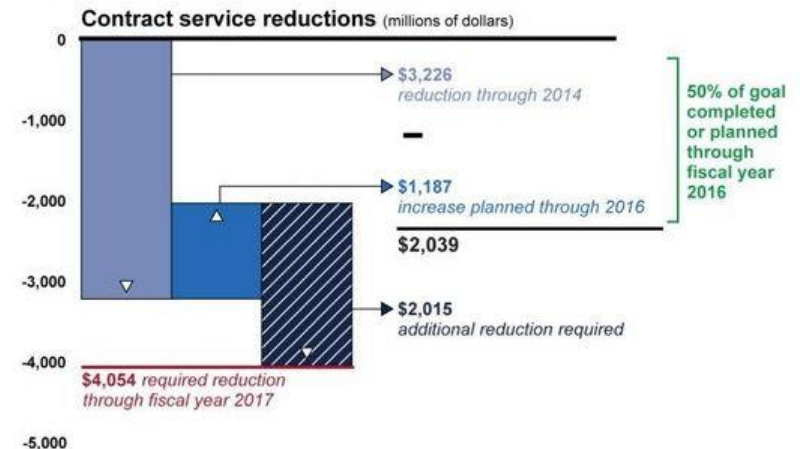 Contract service reductions (millions of dollars)
0
-1,000
-2,000
-3,000
-4,000
-5,000
$3,226
reduction through 2014
$1,187
increase planned through 2016
$2,039
$2,015
additional reduction required
$4,054 required reduction
through fiscal year 2017
50% of goal
completed
or planned
through
fiscal year
2016